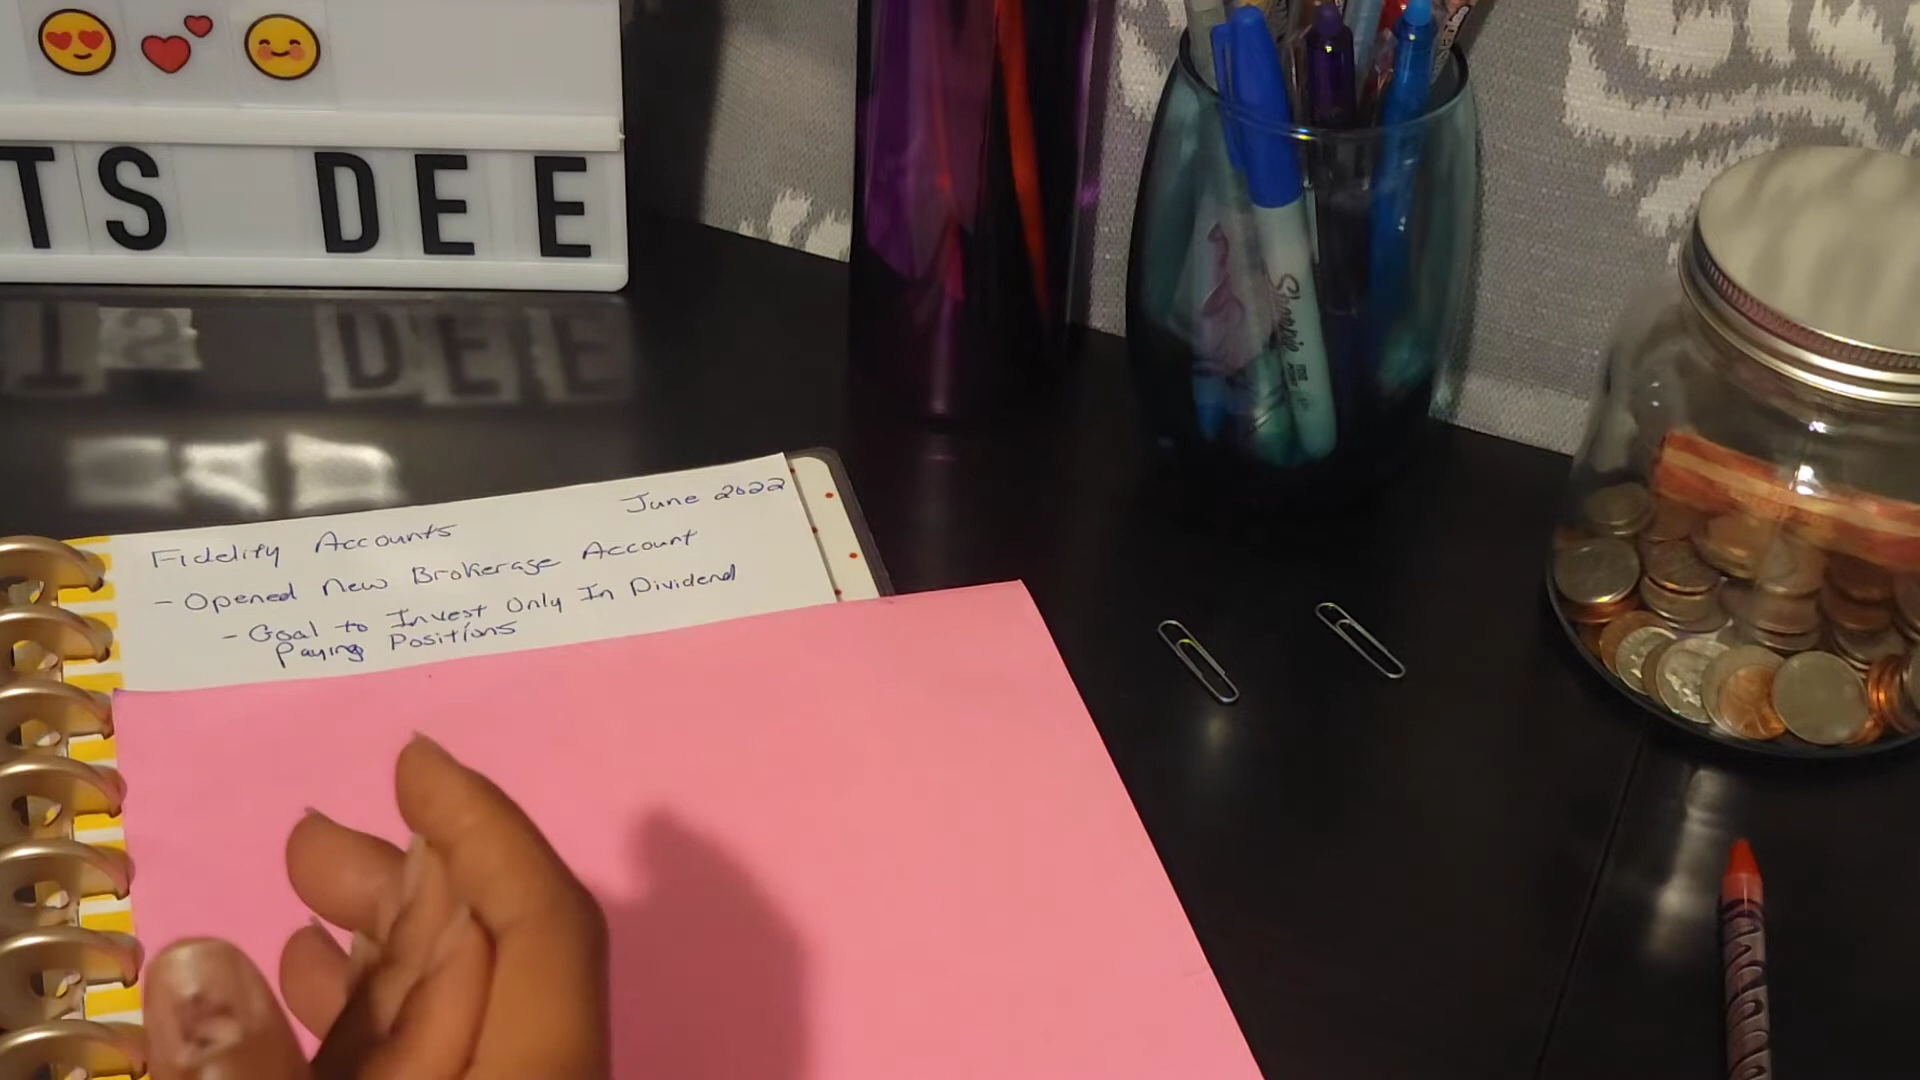 TS DEE
Sharpie
June 2022
Fidelity Accounts
- Opened New Brokerage Account
- Goal to Invest Only In Dividend
Paying Positions